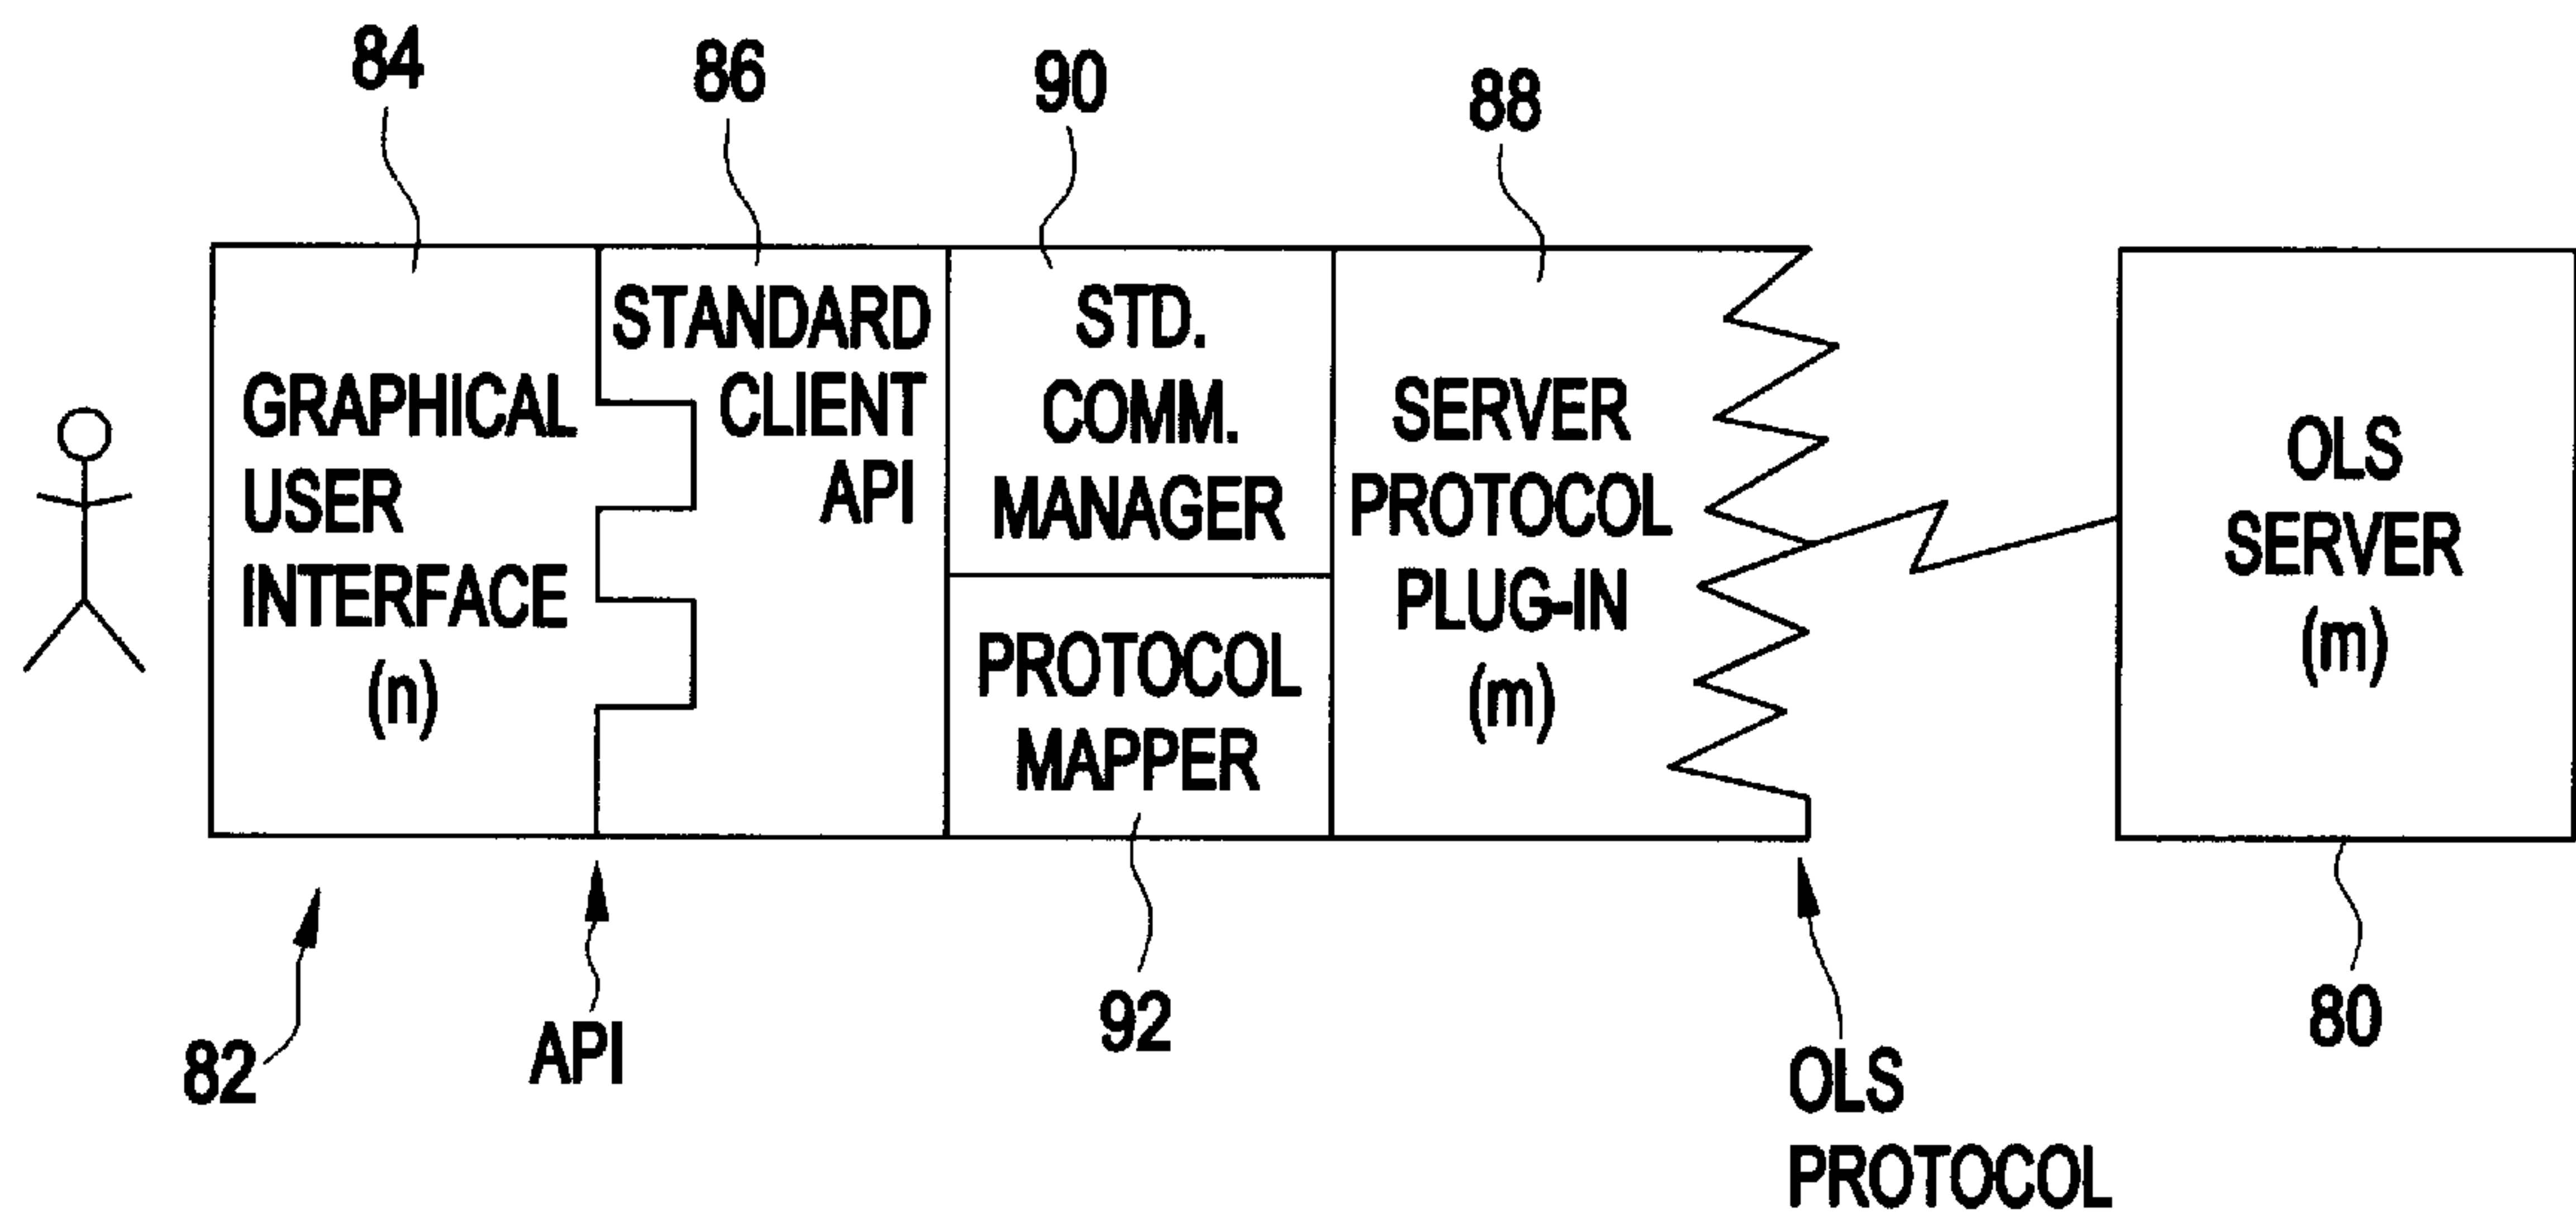 84
86
90
88
GRAPHICAL
USER
INTERFACE
(n)
STANDARD
CLIENT
API
STD.
COMM.
MANAGER
PROTOCOL
MAPPER
SERVER
PROTOCOL
PLUG-IN
(m)
OLS
SERVER
(m)
82
API
92
OLS
PROTOCOL
80